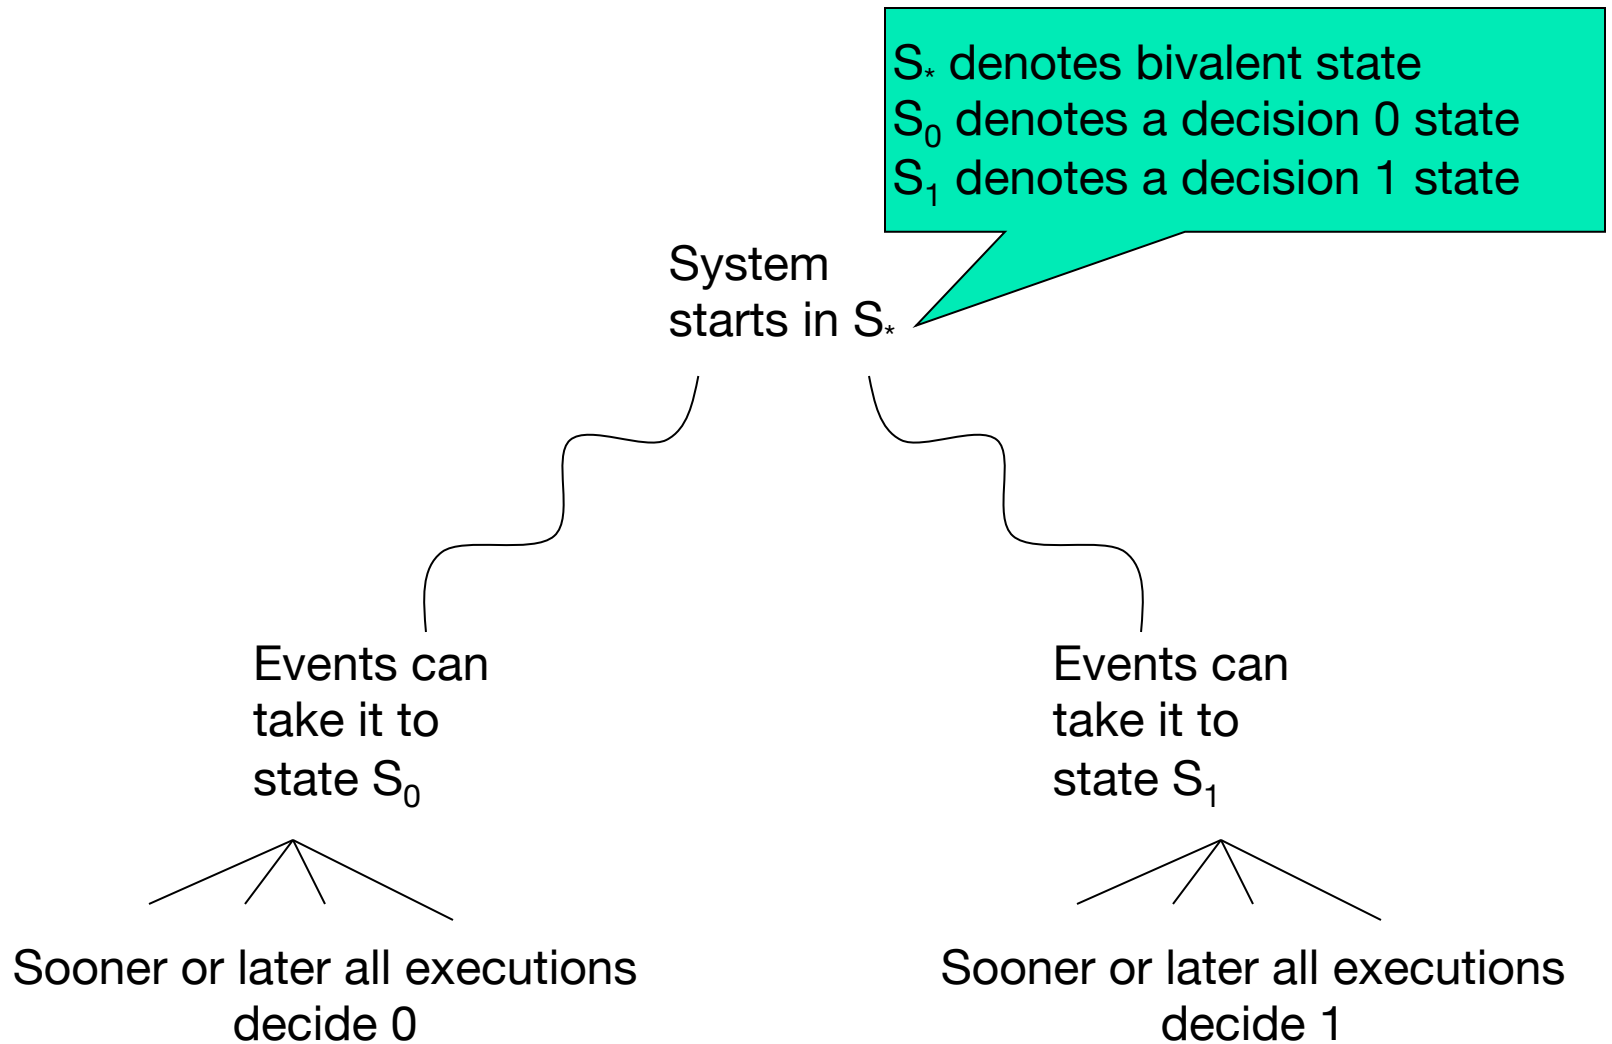 S* denotes bivalent state
S0 denotes a decision 0 state
S1 denotes a decision 1 state
System
starts in S*
Events can
take it to
state S0
Events can
take it to
state S1
Sooner or later all executions
decide 0
Sooner or later all executions
decide 1